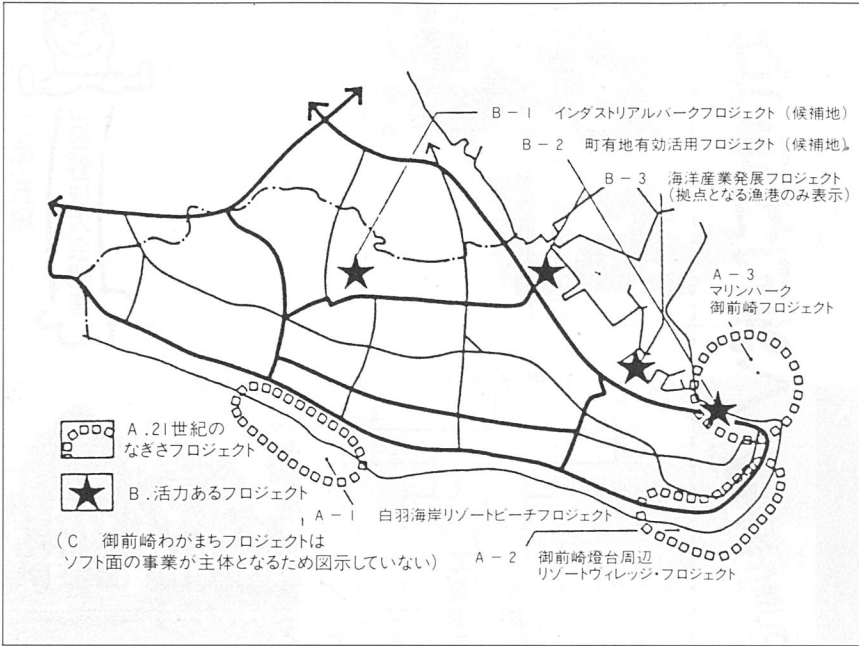 B－1 インダストリアルパークプロジェクト（候補地）
B－2 町有地有効活用プロジェクト（候補地）
B－3 海洋産業発展プロジェクト
（拠点となる漁港のみ表示）
A－3
マリンパーク
御前崎プロジェクト
A.21世紀の
なぎさプロジェクト
B.活力あるプロジェクト
A－1 白羽海岸リゾートビーチプロジェクト
（C 御前崎わがまちプロジェクトは
ソフト面の事業が主体となるため図示していない）
A－2 御前崎燈台周辺
リゾートヴィレッジ・プロジェクト